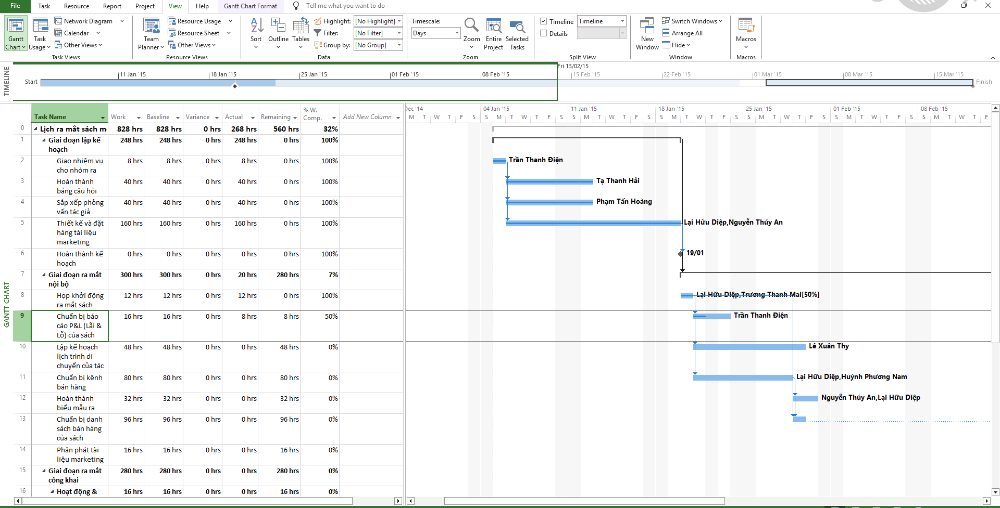 File Task Resource Report Project View Help Gantt Chart Format Tell me what you want to do
Gantt Chart
Task Usage
Network Diagram
Calendar
Other Views
Task Views
Team Planner
Resource Usage
Resource Sheet
Other Views
Resource Views
Sort
Outline
Tables
Highlight: [No Highlight]
Filter: [No Filter]
Group by: [No Group]
Data
Timescale:
Days
Zoom
Entire Project
Selected Tasks
Zoom
Timeline Timeline
Details
Split View
New Window
Switch Windows
Arrange All
Hide
Window
Macros
Macros
TIMELINE
Fri 13/02/15
11 Jan '15 18 Jan '15 25 Jan '15 01 Feb '15 08 Feb '15 15 Feb '15 22 Feb '15 01 Mar '15 08 Mar '15 15 Mar '15
Start
Finish
GANTT CHART
Task Name Work Baseline Variance Actual Remaining % W. Comp. Add New Column
0 Lịch ra mắt sách m 828 hrs 828 hrs 0 hrs 268 hrs 560 hrs 32%
1 Giai đoạn lập kế 248 hrs 248 hrs 0 hrs 248 hrs 0 hrs 100%
hoạch
2 Giao nhiệm vụ 8 hrs 8 hrs 0 hrs 8 hrs 0 hrs 100%
cho nhóm ra
3 Hoàn thành 40 hrs 40 hrs 0 hrs 40 hrs 0 hrs 100%
bảng câu hỏi
4 Sắp xếp phỏng 40 hrs 40 hrs 0 hrs 40 hrs 0 hrs 100%
vấn tác giả
5 Thiết kế và đặt 160 hrs 160 hrs 0 hrs 160 hrs 0 hrs 100%
hàng tài liệu
marketing
6 Hoàn thành kế 0 hrs 0 hrs 0 hrs 0 hrs 0 hrs 100%
hoạch
7 Giai đoạn ra mắt 300 hrs 300 hrs 0 hrs 20 hrs 280 hrs 7%
nội bộ
8 Họp khởi động 12 hrs 12 hrs 0 hrs 12 hrs 0 hrs 100%
ra mắt sách
9 Chuẩn bị báo 16 hrs 16 hrs 0 hrs 8 hrs 8 hrs 50%
cáo P&L (Lãi &
Lỗ) của sách
10 Lập kế hoạch 48 hrs 48 hrs 0 hrs 0 hrs 48 hrs 0%
lịch trình di
chuyển của tác
11 Chuẩn bị kênh 80 hrs 80 hrs 0 hrs 0 hrs 80 hrs 0%
bán hàng
12 Hoàn thành 32 hrs 32 hrs 0 hrs 0 hrs 32 hrs 0%
biểu mẫu ra
13 Chuẩn bị danh 96 hrs 96 hrs 0 hrs 0 hrs 96 hrs 0%
sách bán hàng
của sách
14 Phân phát tài 16 hrs 16 hrs 0 hrs 0 hrs 16 hrs 0%
liệu marketing
15 Giai đoạn ra mắt 280 hrs 280 hrs 0 hrs 0 hrs 280 hrs 0%
công khai
16 Hoạt động & 16 hrs 16 hrs 0 hrs 0 hrs 16 hrs 0%
Dec '14 04 Jan '15 11 Jan '15 18 Jan '15 25 Jan '15 01 Feb '15 08 Feb '15
M T W T F S S M T W T F S S M T W T F S S M T W T F S S M T W T F S S M T W T F S S M T W T F
Trần Thanh Điện
Tạ Thanh Hải
Phạm Tấn Hoàng
Lại Hữu Diệp,Nguyễn Thúy An
19/01
Lại Hữu Diệp,Trương Thanh Mai[50%]
Trần Thanh Điện
Lê Xuân Thy
Lại Hữu Diệp,Huỳnh Phương Nam
Nguyễn Thúy An,Lại Hữu Diệp